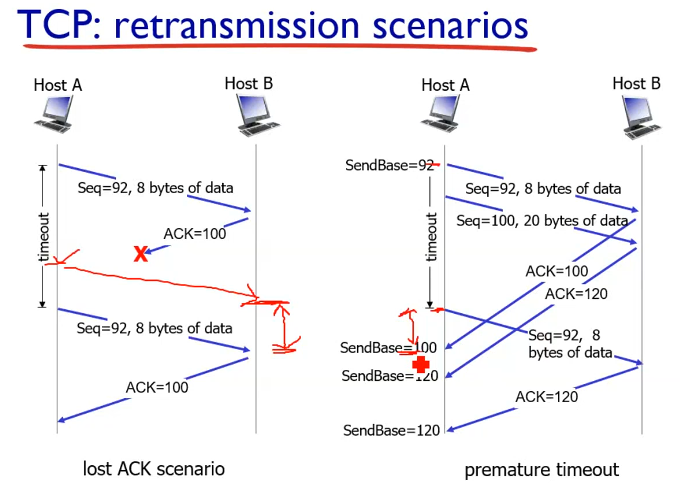 TCP: retransmission scenarios
Host A
Host B
Seq=92, 8 bytes of data
ACK=100
X
timeout
Seq=92, 8 bytes of data
ACK=100
lost ACK scenario
Host A
Host B
SendBase=92
Seq=92, 8 bytes of data
Seq=100, 20 bytes of data
timeout
ACK=100
ACK=120
Seq=92, 8
bytes of data
SendBase=100
SendBase=120
ACK=120
SendBase=120
premature timeout